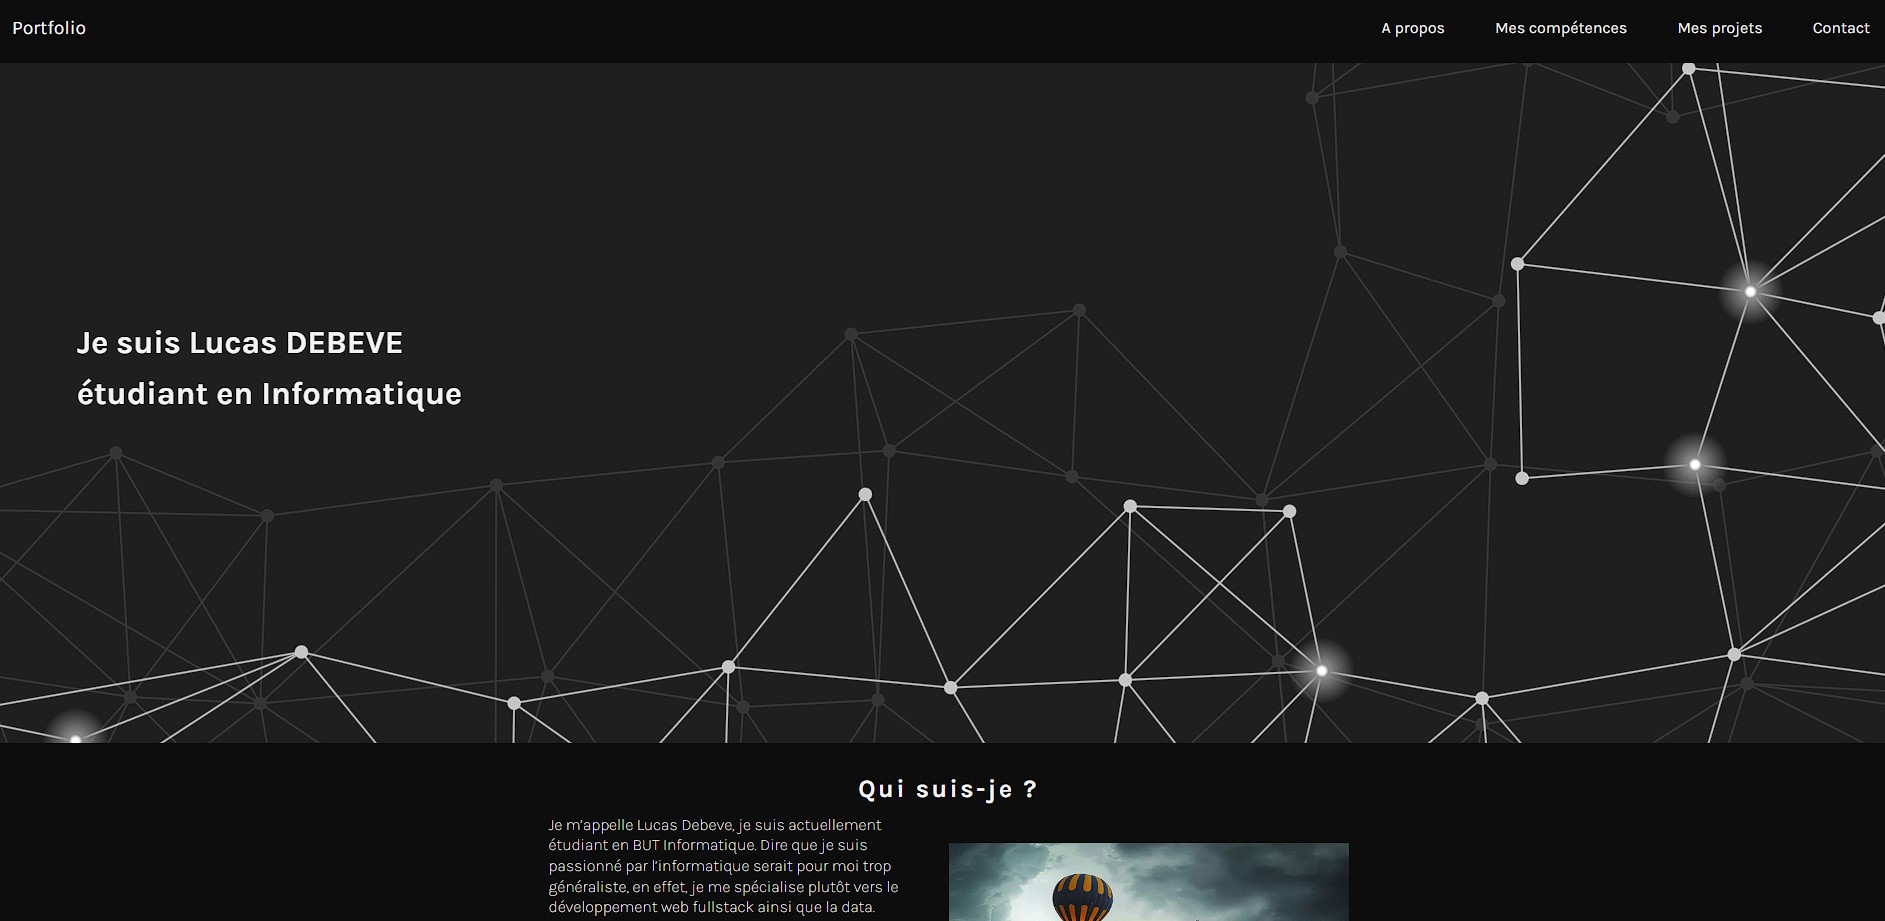 Portfolio
A propos
Mes compétences
Mes projets
Contact
Je suis Lucas DEBEVE
étudiant en Informatique
Qui suis-je ?
Je m'appelle Lucas Debeve, je suis actuellement
étudiant en BUT Informatique. Dire que je suis
passionné par l'informatique serait pour moi trop
généraliste, en effet, je me spécialise plutôt vers le
développement web fullstack ainsi que la data.